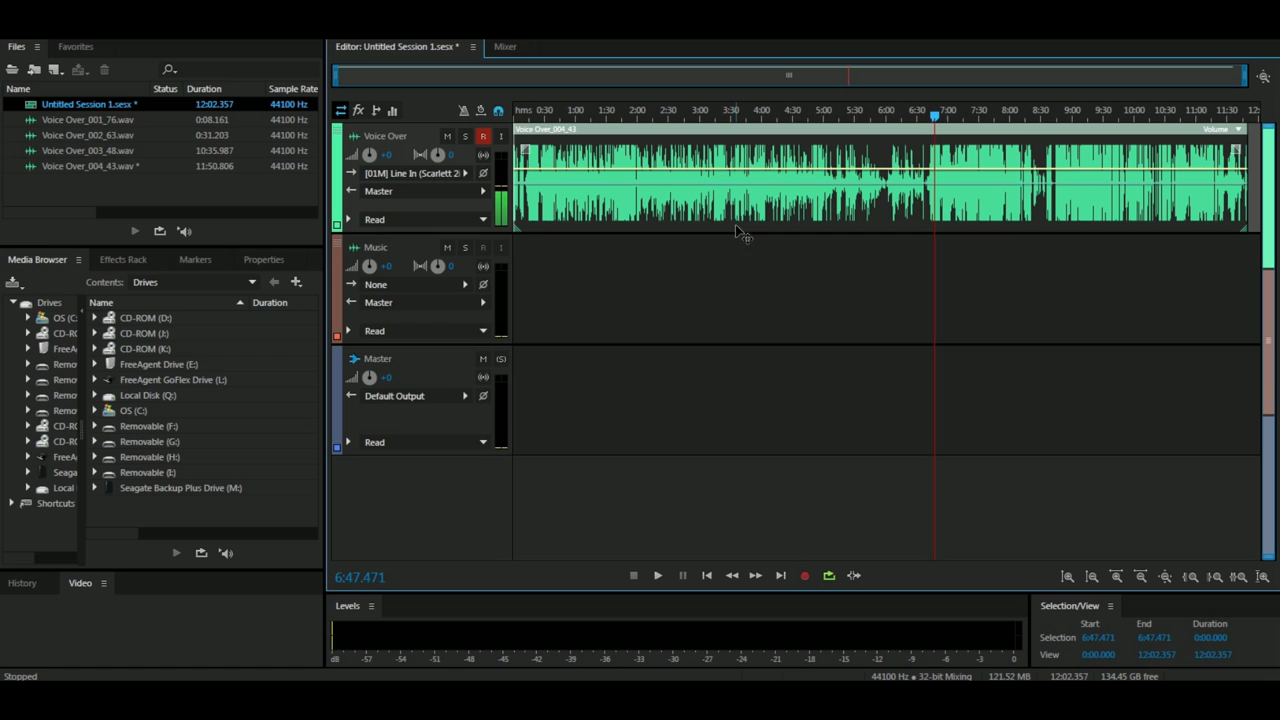 Files
Favorites
Name Status Duration Sample Rate
Untitled Session 1.sesx * 12:02.357 44100 Hz
Voice Over_001_76.wav 0:08.161 44100 Hz
Voice Over_002_63.wav 0:31.203 44100 Hz
Voice Over_003_48.wav 10:35.987 44100 Hz
Voice Over_004_43.wav * 11:50.806 44100 Hz
Media Browser Effects Rack Markers Properties
Contents: Drives
Drives Name Duration
OS (C: CD-ROM (D:)
CD-RO CD-ROM (J:)
FreeA CD-ROM (K:)
Remo FreeAgent Drive (E:)
Remo FreeAgent GoFlex Drive (L:)
Remo Local Disk (Q:)
Remo OS (C:)
CD-RO Removable (F:)
CD-RO Removable (G:)
FreeA Removable (H:)
Seaga Removable (I:)
Local Seagate Backup Plus Drive (M:)
Shortcuts
History Video
Stopped
Editor: Untitled Session 1.sesx * Mixer
fx hms 0:30 1:00 1:30 2:00 2:30 3:00 3:30 4:00 4:30 5:00 5:30 6:00 6:30 7:00 7:30 8:00 8:30 9:00 9:30 10:00 10:30 11:00 11:30 12:
Voice Over_004_43 Volume
Voice Over M S R I
+0 0
[01M] Line In (Scarlett 2i
Master
Read
Music M S R I
+0 0
None
Master
Read
Master M (S)
+0
Default Output
Read
6:47.471
Levels
dB -57 -54 -51 -48 -45 -42 -39 -36 -33 -30 -27 -24 -21 -18 -15 -12 -9 -6 -3 0
Selection/View
Start End Duration
Selection 6:47.471 6:47.471 0:00.000
View 0:00.000 12:02.357 12:02.357
44100 Hz • 32-bit Mixing 121.52 MB 12:02.357 134.45 GB free